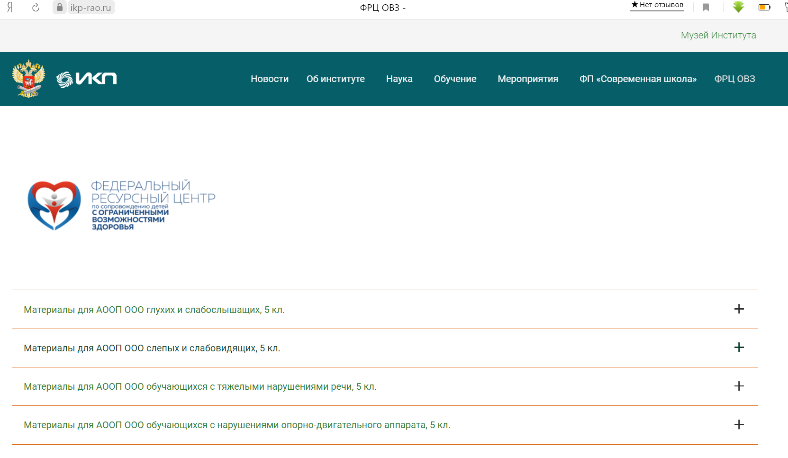 Я
ikp-rao.ru
ФРЦ ОВЗ -
★Нет отзывов
Музей Института
ИКП
Новости Об институте Наука Обучение Мероприятия ФП «Современная школа» ФРЦ ОВЗ
ФЕДЕРАЛЬНЫЙ
РЕСУРСНЫЙ ЦЕНТР
по сопровождению детей
С ОГРАНИЧЕННЫМИ
ВОЗМОЖНОСТЯМИ
ЗДОРОВЬЯ
Материалы для АООП ООО глухих и слабослышащих, 5 кл. +
Материалы для АООП ООО слепых и слабовидящих, 5 кл. +
Материалы для АООП ООО обучающихся с тяжелыми нарушениями речи, 5 кл. +
Материалы для АООП ООО обучающихся с нарушениями опорно-двигательного аппарата, 5 кл. +